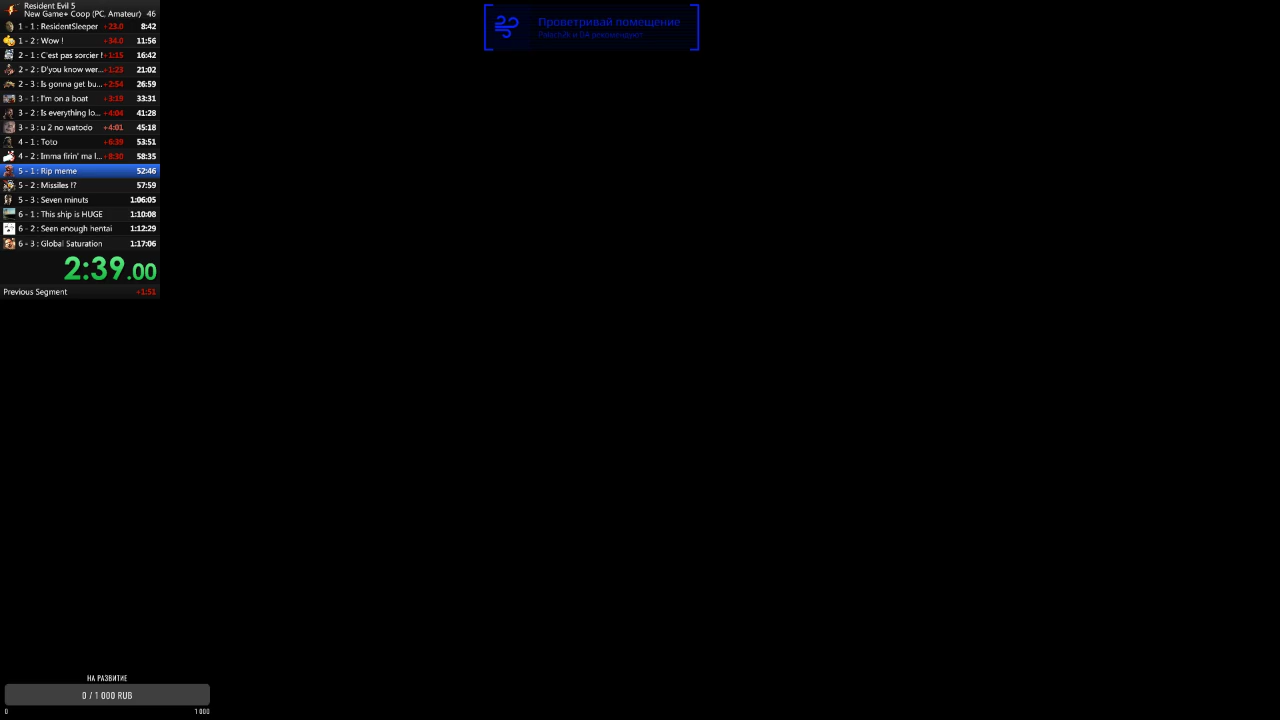 Resident Evil 5
New Game+ Coop (PC, Amateur) 46
1 - 1 : ResidentSleeper +23.0 8:42
1 - 2 : Wow ! +34.0 11:56
2 - 1 : C'est pas sorcier ! +1:15 16:42
2 - 2 : D'you know wer... +1:23 21:02
2 - 3 : Is gonna get bu... +2:54 26:59
3 - 1 : I'm on a boat +3:19 33:31
3 - 2 : Is everything lo... +4:04 41:28
3 - 3 : u 2 no watodo +4:01 45:18
4 - 1 : Toto +6:39 53:51
4 - 2 : Imma firin' ma l... +8:30 58:35
5 - 1 : Rip meme 52:46
5 - 2 : Missiles !? 57:59
5 - 3 : Seven minuts 1:06:05
6 - 1 : This ship is HUGE 1:10:08
6 - 2 : Seen enough hentai 1:12:29
6 - 3 : Global Saturation 1:17:06
2:39.00
Previous Segment +1:51
Проветривай помещение
и DA рекомендуют
НА РАЗВИТИЕ
0 / 1 000 RUB
0 1 000